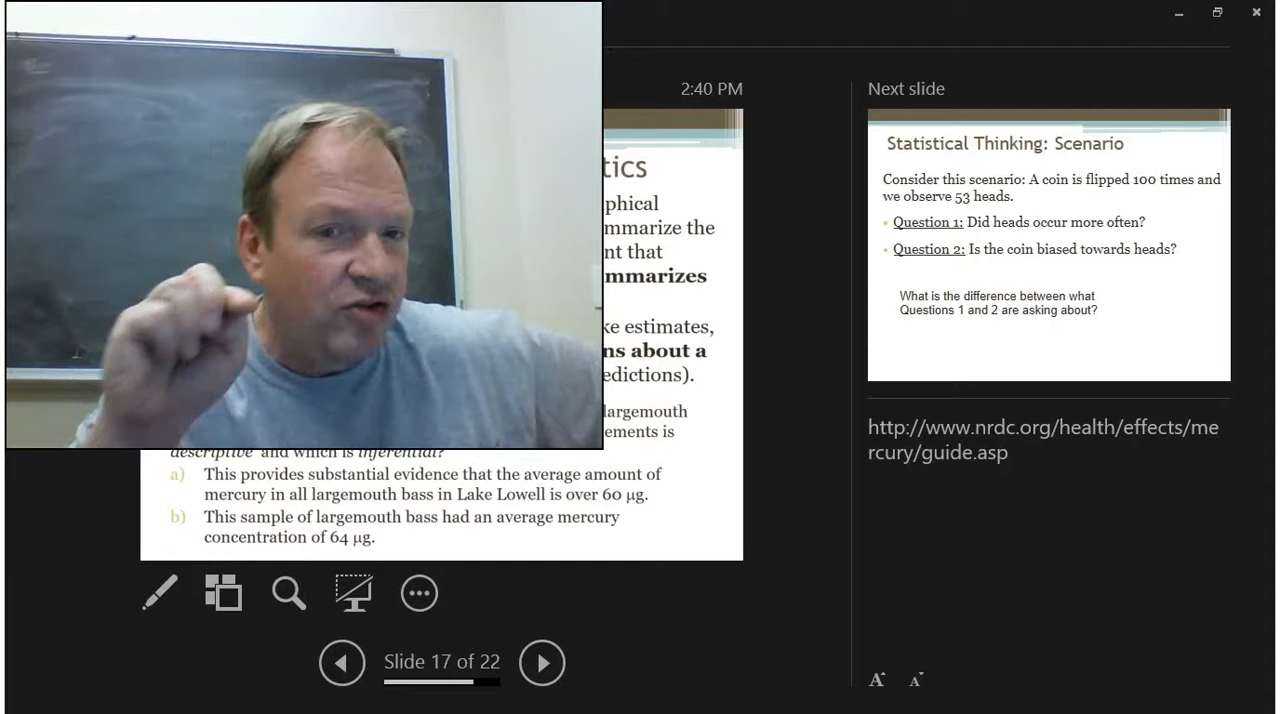 2:40 PM
tics
phical
mmarize the
nt that
mmarizes
ke estimates,
ns about a
edictions).
largemouth
ements is
descriptive and which is inferential?
a) This provides substantial evidence that the average amount of
mercury in all largemouth bass in Lake Lowell is over 60 µg.
b) This sample of largemouth bass had an average mercury
concentration of 64 µg.
Slide 17 of 22
Next slide
Statistical Thinking: Scenario
Consider this scenario: A coin is flipped 100 times and
we observe 53 heads.
• Question 1: Did heads occur more often?
• Question 2: Is the coin biased towards heads?
What is the difference between what
Questions 1 and 2 are asking about?
http://www.nrdc.org/health/effects/me
rcury/guide.asp
A A